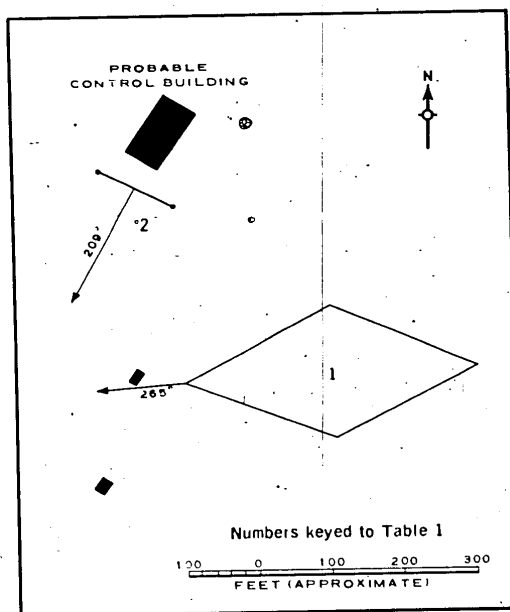 PROBABLE
CONTROL BUILDING
N
°2
209°
1
265°
Numbers keyed to Table 1
100 0 100 200 300
FEET (APPROXIMATE)